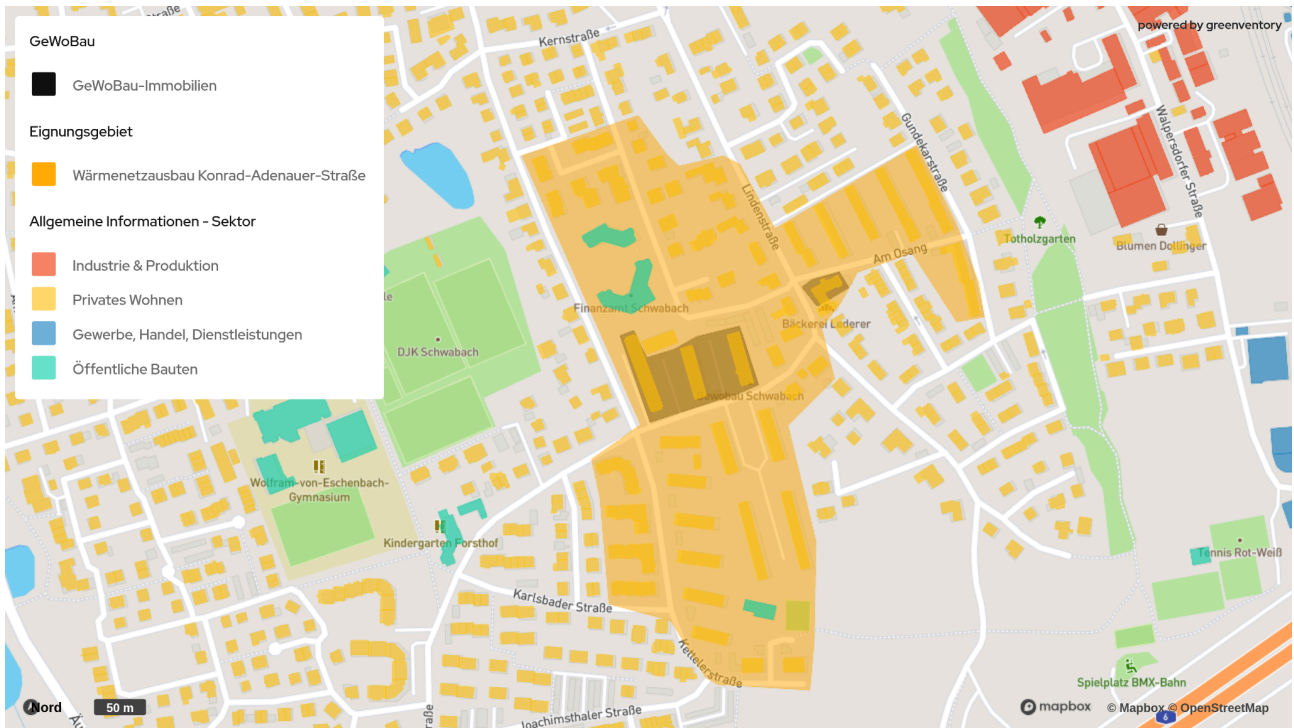 GeWoBau
GeWoBau-Immobilien
Eignungsgebiet
Wärmenetzausbau Konrad-Adenauer-Straße
Allgemeine Informationen - Sektor
Industrie & Produktion
Privates Wohnen
Gewerbe, Handel, Dienstleistungen
Öffentliche Bauten
powered by greenventory
Kernstraße
Gundekarstraße
Walpersdorfer Straße
Lindenstraße
Totholzgarten
Blumen Dollinger
Am Osang
Finanzamt Schwabach
Bäckerei Lederer
DJK Schwabach
Gewobau Schwabach
Wolfram-von-Eschenbach-
Gymnasium
Kindergarten Forsthof
Tennis Rot-Weiß
Karlsbader Straße
Kettelerstraße
Spielplatz BMX-Bahn
Nord
50 m
Joachimsthaler Straße
mapbox
© Mapbox © OpenStreetMap
6